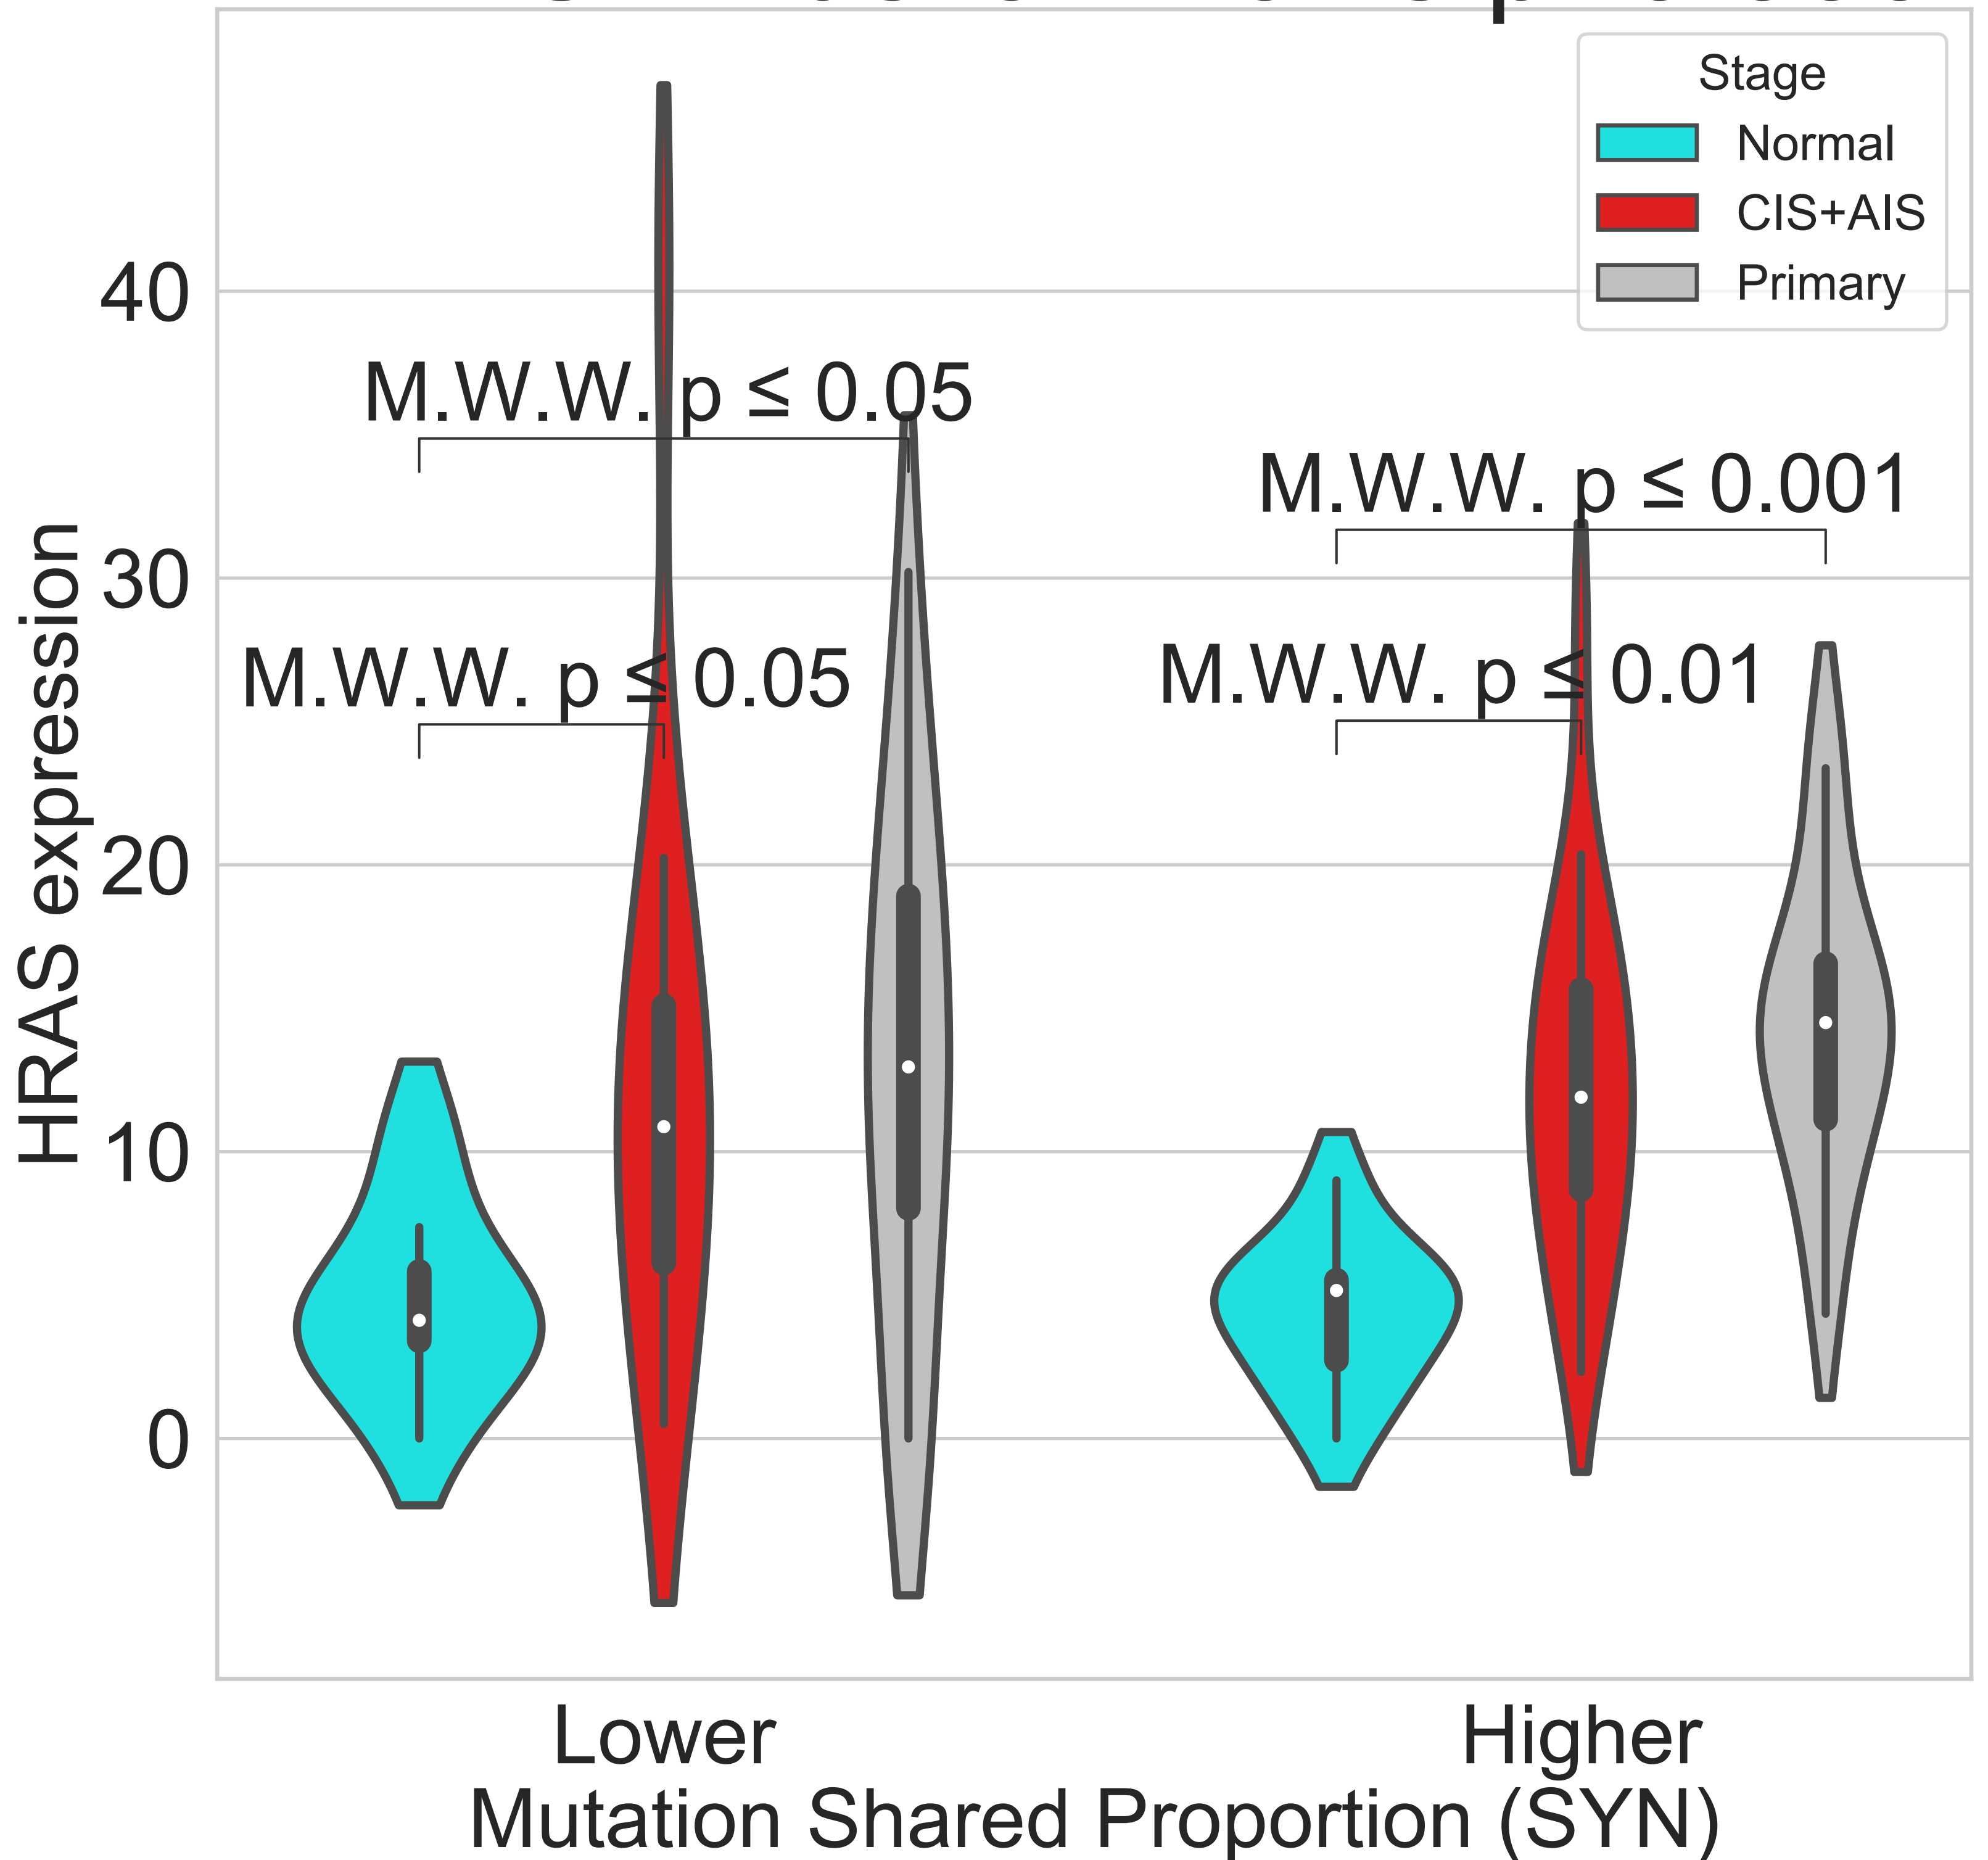 Stage
Normal
CIS+AIS
Primary
40
30
20
10
0
HRAS expression
M.W.W. p ≤ 0.05
M.W.W. p ≤ 0.001
M.W.W. p ≤ 0.05
M.W.W. p ≤ 0.01
Lower
Higher
Mutation Shared Proportion (SYN)